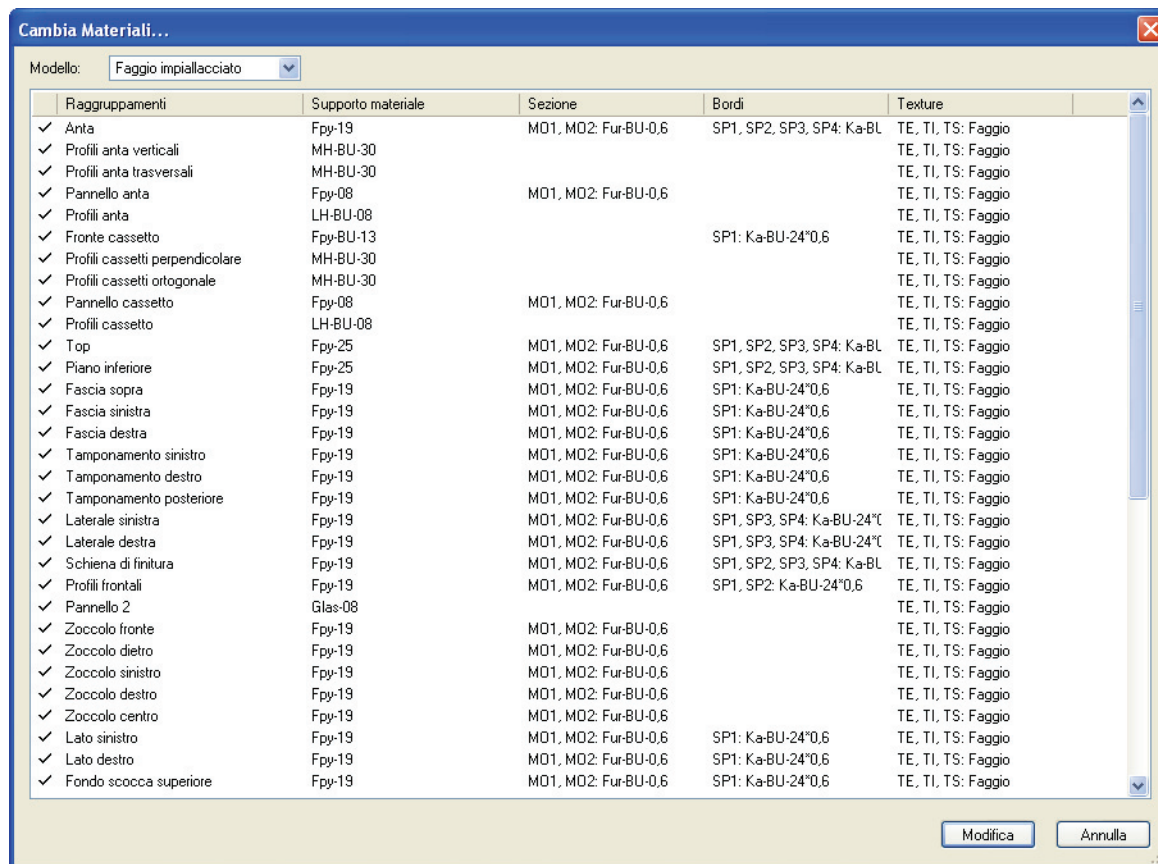 Cambia Materiali...
Modello: Faggio impiallacciato
Raggruppamenti Supporto materiale Sezione Bordi Texture
Anta Fpy-19 MO1, MO2: Fur-BU-0,6 SP1, SP2, SP3, SP4: Ka-BL TE, TI, TS: Faggio
Profili anta verticali MH-BU-30 TE, TI, TS: Faggio
Profili anta trasversali MH-BU-30 TE, TI, TS: Faggio
Pannello anta Fpy-08 MO1, MO2: Fur-BU-0,6 TE, TI, TS: Faggio
Profili anta LH-BU-08 TE, TI, TS: Faggio
Fronte cassetto Fpy-BU-13 SP1: Ka-BU-24*0,6 TE, TI, TS: Faggio
Profili cassetti perpendicolare MH-BU-30 TE, TI, TS: Faggio
Profili cassetti ortogonale MH-BU-30 TE, TI, TS: Faggio
Pannello cassetto Fpy-08 MO1, MO2: Fur-BU-0,6 TE, TI, TS: Faggio
Profili cassetto LH-BU-08 TE, TI, TS: Faggio
Top Fpy-25 MO1, MO2: Fur-BU-0,6 SP1, SP2, SP3, SP4: Ka-BL TE, TI, TS: Faggio
Piano inferiore Fpy-25 MO1, MO2: Fur-BU-0,6 SP1, SP2, SP3, SP4: Ka-BL TE, TI, TS: Faggio
Fascia sopra Fpy-19 MO1, MO2: Fur-BU-0,6 SP1: Ka-BU-24*0,6 TE, TI, TS: Faggio
Fascia sinistra Fpy-19 MO1, MO2: Fur-BU-0,6 SP1: Ka-BU-24*0,6 TE, TI, TS: Faggio
Fascia destra Fpy-19 MO1, MO2: Fur-BU-0,6 SP1: Ka-BU-24*0,6 TE, TI, TS: Faggio
Tamponamento sinistro Fpy-19 MO1, MO2: Fur-BU-0,6 SP1: Ka-BU-24*0,6 TE, TI, TS: Faggio
Tamponamento destro Fpy-19 MO1, MO2: Fur-BU-0,6 SP1: Ka-BU-24*0,6 TE, TI, TS: Faggio
Tamponamento posteriore Fpy-19 MO1, MO2: Fur-BU-0,6 SP1: Ka-BU-24*0,6 TE, TI, TS: Faggio
Laterale sinistra Fpy-19 MO1, MO2: Fur-BU-0,6 SP1, SP3, SP4: Ka-BU-24*( TE, TI, TS: Faggio
Laterale destra Fpy-19 MO1, MO2: Fur-BU-0,6 SP1, SP3, SP4: Ka-BU-24*( TE, TI, TS: Faggio
Schiena di finitura Fpy-19 MO1, MO2: Fur-BU-0,6 SP1, SP2, SP3, SP4: Ka-BL TE, TI, TS: Faggio
Profili frontali Fpy-19 MO1, MO2: Fur-BU-0,6 SP1, SP2: Ka-BU-24*0,6 TE, TI, TS: Faggio
Pannello 2 Glas-08 TE, TI, TS: Faggio
Zoccolo fronte Fpy-19 MO1, MO2: Fur-BU-0,6 TE, TI, TS: Faggio
Zoccolo dietro Fpy-19 MO1, MO2: Fur-BU-0,6 TE, TI, TS: Faggio
Zoccolo sinistro Fpy-19 MO1, MO2: Fur-BU-0,6 TE, TI, TS: Faggio
Zoccolo destro Fpy-19 MO1, MO2: Fur-BU-0,6 TE, TI, TS: Faggio
Zoccolo centro Fpy-19 MO1, MO2: Fur-BU-0,6 TE, TI, TS: Faggio
Lato sinistro Fpy-19 MO1, MO2: Fur-BU-0,6 SP1: Ka-BU-24*0,6 TE, TI, TS: Faggio
Lato destro Fpy-19 MO1, MO2: Fur-BU-0,6 SP1: Ka-BU-24*0,6 TE, TI, TS: Faggio
Fondo scocca superiore Fpy-19 MO1, MO2: Fur-BU-0,6 SP1: Ka-BU-24*0,6 TE, TI, TS: Faggio
Modifica Annulla